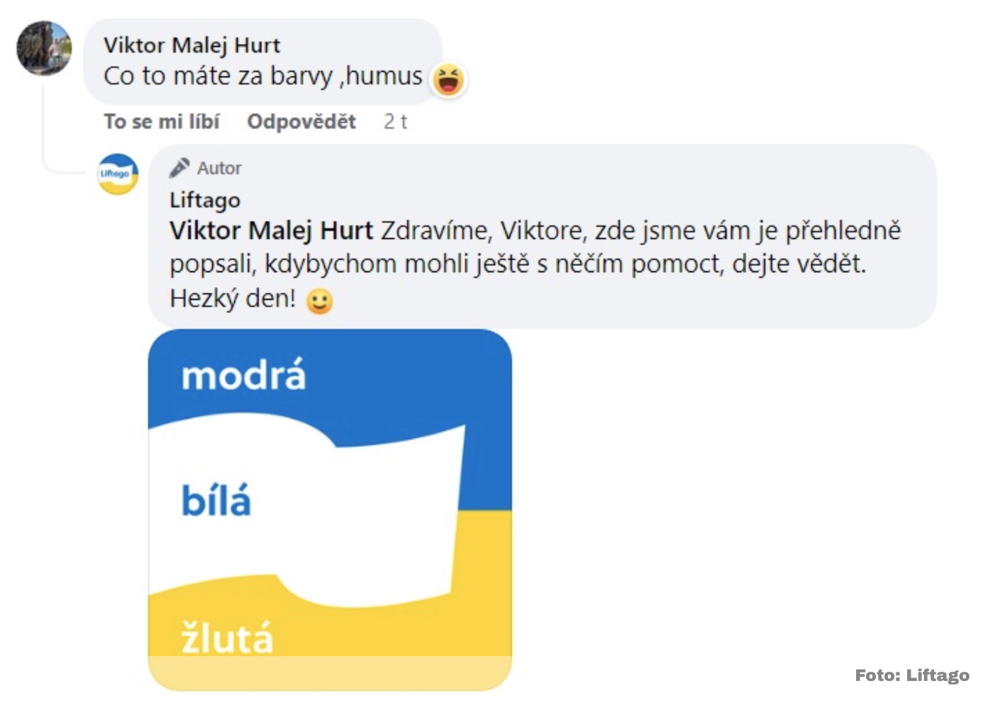 Viktor Malej Hurt
Co to máte za barvy ,humus
To se mi líbí Odpovědět 2 t
Liftago
Autor
Liftago
Viktor Malej Hurt Zdravíme, Viktore, zde jsme vám je přehledně
popsali, kdybychom mohli ještě s něčím pomoct, dejte vědět.
Hezký den! 🙂
modrá
bílá
žlutá
Foto: Liftago